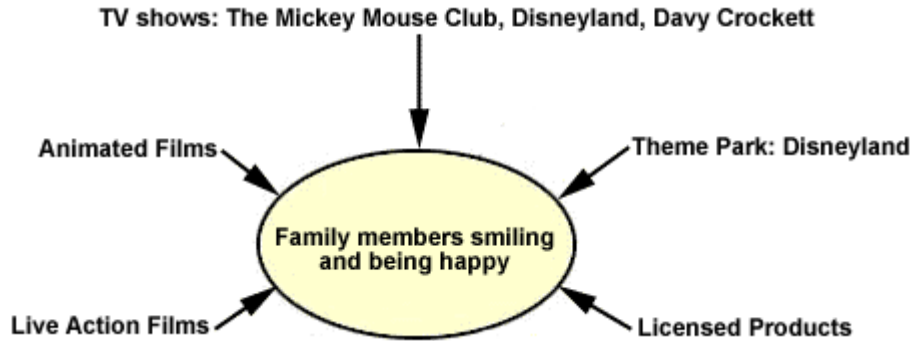 TV shows: The Mickey Mouse Club, Disneyland, Davy Crockett
Animated Films
Theme Park: Disneyland
Family members smiling
and being happy
Live Action Films
Licensed Products